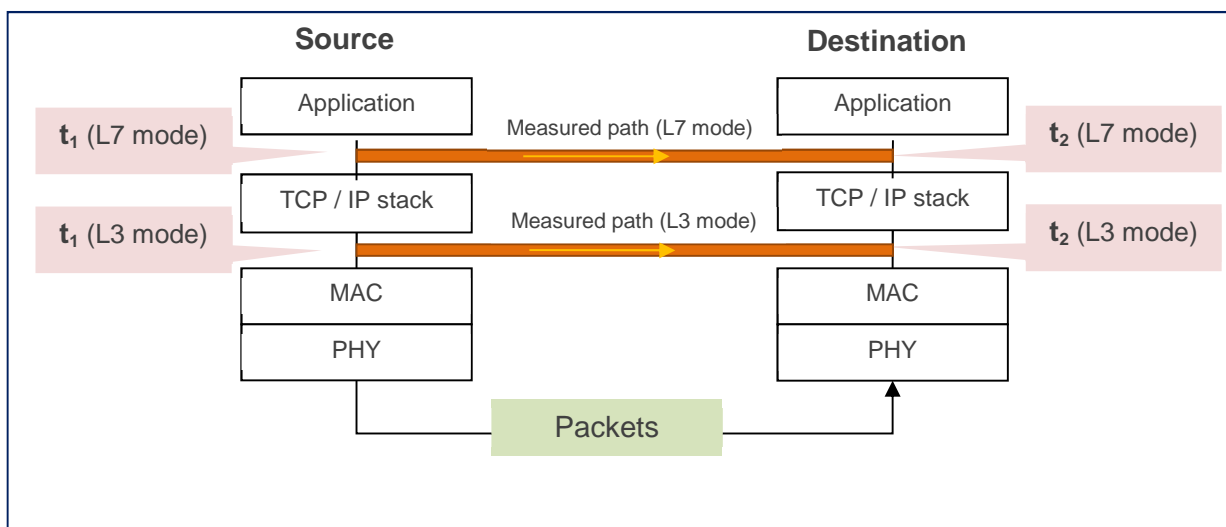 Source
Destination
Application
Application
t₁ (L7 mode)
Measured path (L7 mode)
t₂ (L7 mode)
TCP / IP stack
TCP / IP stack
t₁ (L3 mode)
Measured path (L3 mode)
t₂ (L3 mode)
MAC
MAC
PHY
PHY
Packets